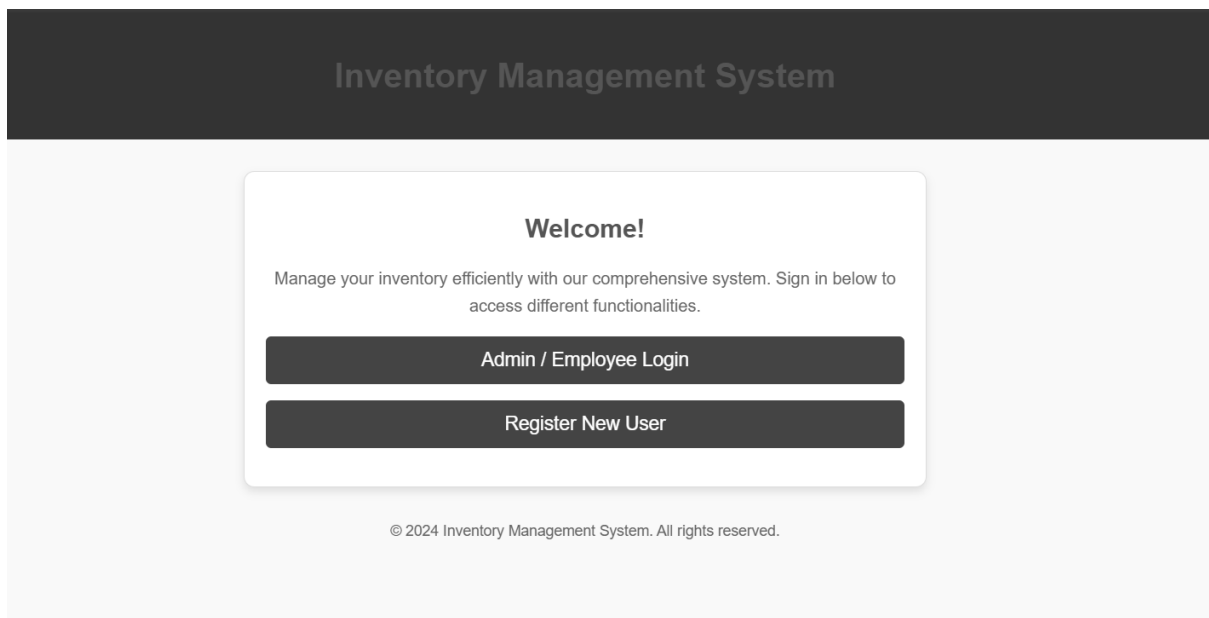 Inventory Management System
Welcome!
Manage your inventory efficiently with our comprehensive system. Sign in below to
access different functionalities.
Admin / Employee Login
Register New User
© 2024 Inventory Management System. All rights reserved.